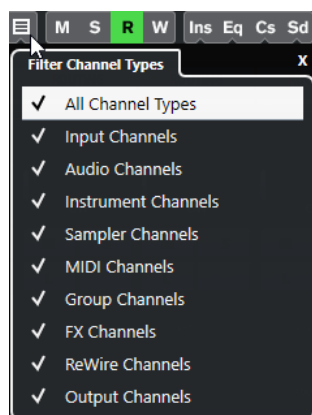 M S R W Ins Eq Cs Sd
Filter Channel Types X
✓ All Channel Types
✓ Input Channels
✓ Audio Channels
✓ Instrument Channels
✓ Sampler Channels
✓ MIDI Channels
✓ Group Channels
✓ FX Channels
✓ ReWire Channels
✓ Output Channels